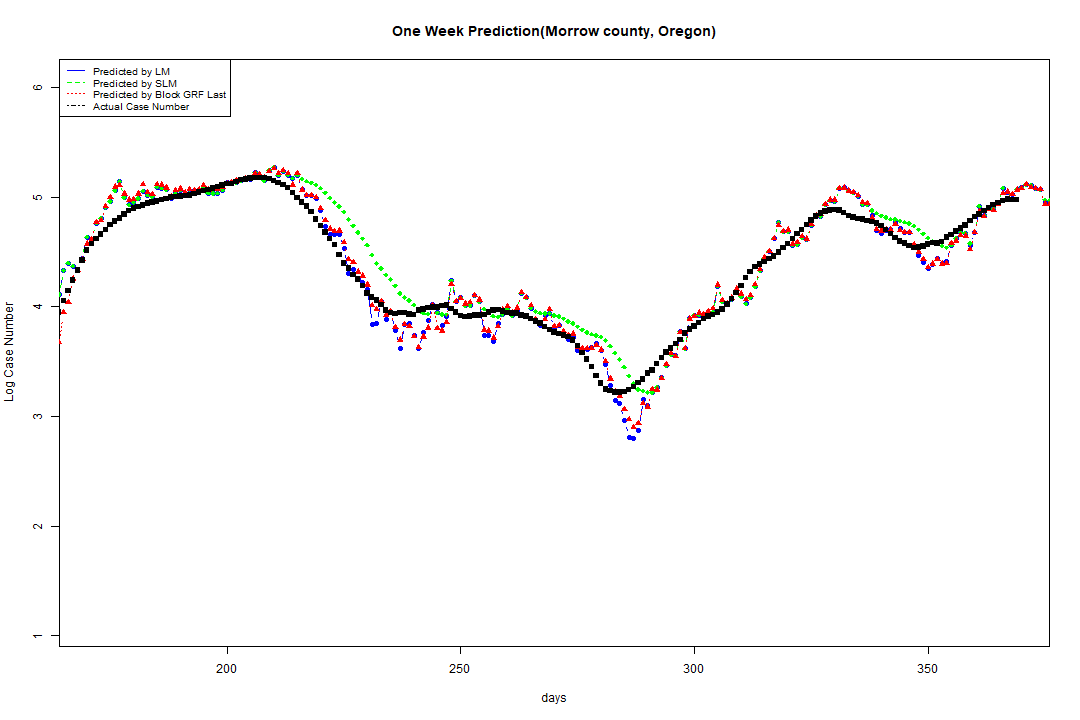 One Week Prediction(Morrow county, Oregon)
Predicted by LM
Predicted by SLM
Predicted by Block GRF Last
Actual Case Number
6
5
4
3
2
1
Log Case Number
200 250 300 350
days